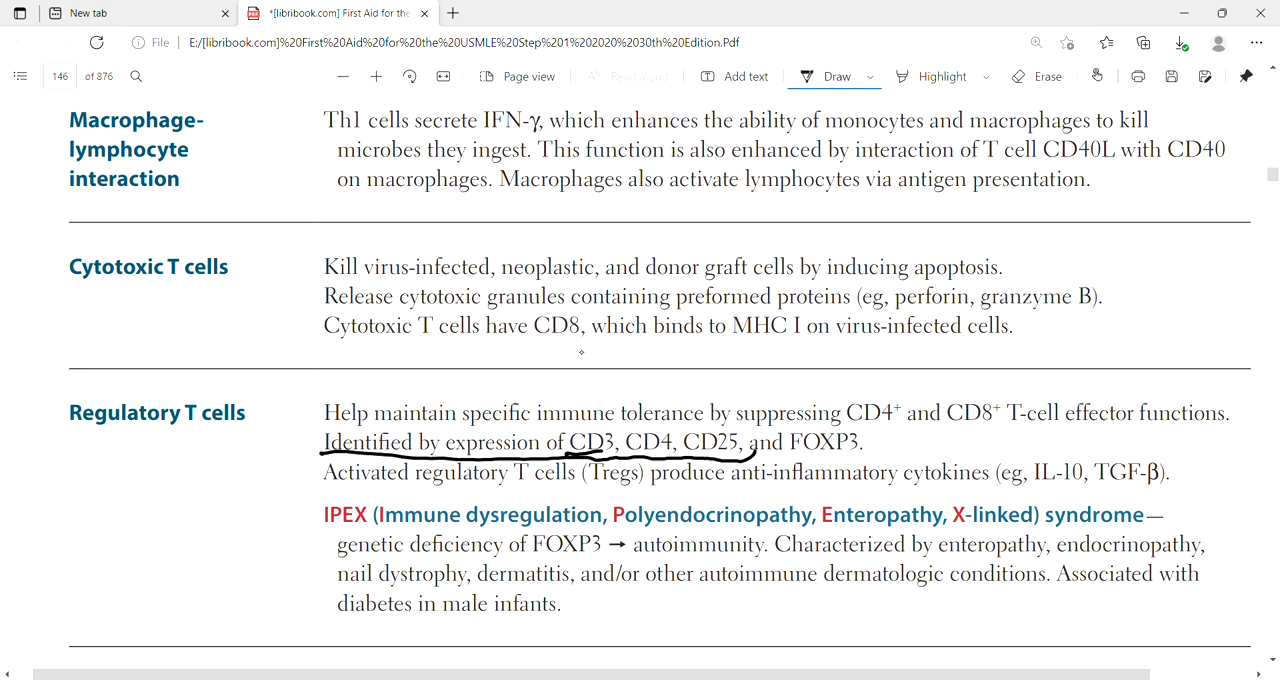 New tab
*[libribook.com] First Aid for the
File
E:/[libribook.com]%20First%20Aid%20for%20the%20USMLE%20Step%201%202020%2030th%20Edition.Pdf
146 of 876
Page view
Read aloud
Add text
Draw
Highlight
Erase
Macrophage-
lymphocyte
interaction
Th1 cells secrete IFN-γ, which enhances the ability of monocytes and macrophages to kill
microbes they ingest. This function is also enhanced by interaction of T cell CD40L with CD40
on macrophages. Macrophages also activate lymphocytes via antigen presentation.
Cytotoxic T cells
Kill virus-infected, neoplastic, and donor graft cells by inducing apoptosis.
Release cytotoxic granules containing preformed proteins (eg, perforin, granzyme B).
Cytotoxic T cells have CD8, which binds to MHC I on virus-infected cells.
Regulatory T cells
Help maintain specific immune tolerance by suppressing CD4⁺ and CD8⁺ T-cell effector functions.
Identified by expression of CD3, CD4, CD25, and FOXP3.
Activated regulatory T cells (Tregs) produce anti-inflammatory cytokines (eg, IL-10, TGF-β).
IPEX (Immune dysregulation, Polyendocrinopathy, Enteropathy, X-linked) syndrome—
genetic deficiency of FOXP3 → autoimmunity. Characterized by enteropathy, endocrinopathy,
nail dystrophy, dermatitis, and/or other autoimmune dermatologic conditions. Associated with
diabetes in male infants.